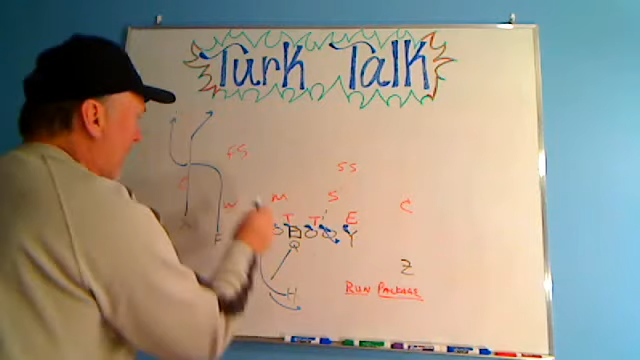 Turk Talk
FS
SS
W M S
C
T T E
X F Y
Q
Z
H
RUN PACKAGE